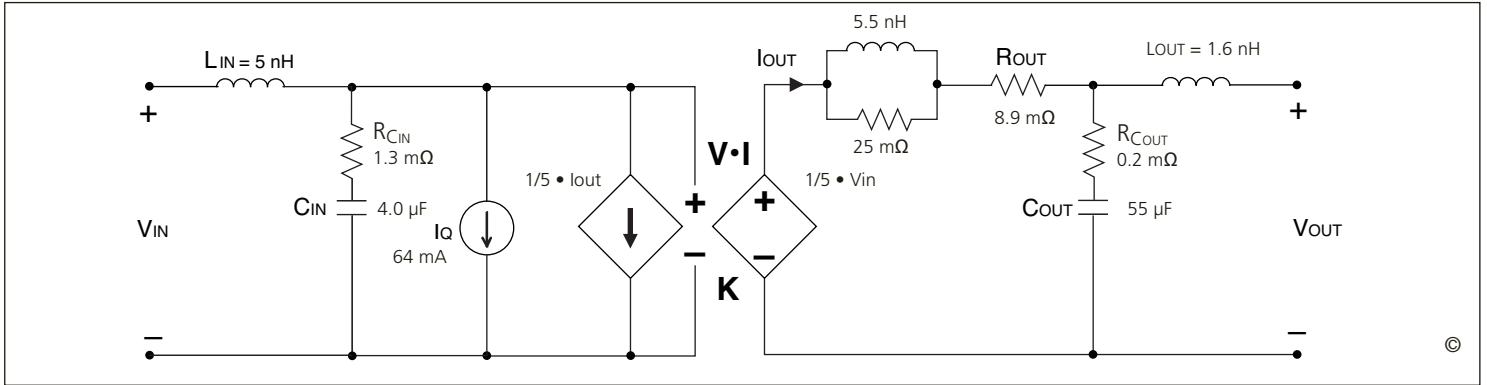 5.5 nH
LIN = 5 nH
IOUT
ROUT
LOUT = 1.6 nH
+
RCIN
1.3 mΩ
8.9 mΩ
+
RCOUT
0.2 mΩ
25 mΩ
V•I
1/5 • Iout
1/5 • Vin
+
+
CIN
4.0 µF
COUT
55 µF
VIN
IQ
64 mA
VOUT
–
–
K
–
–
©